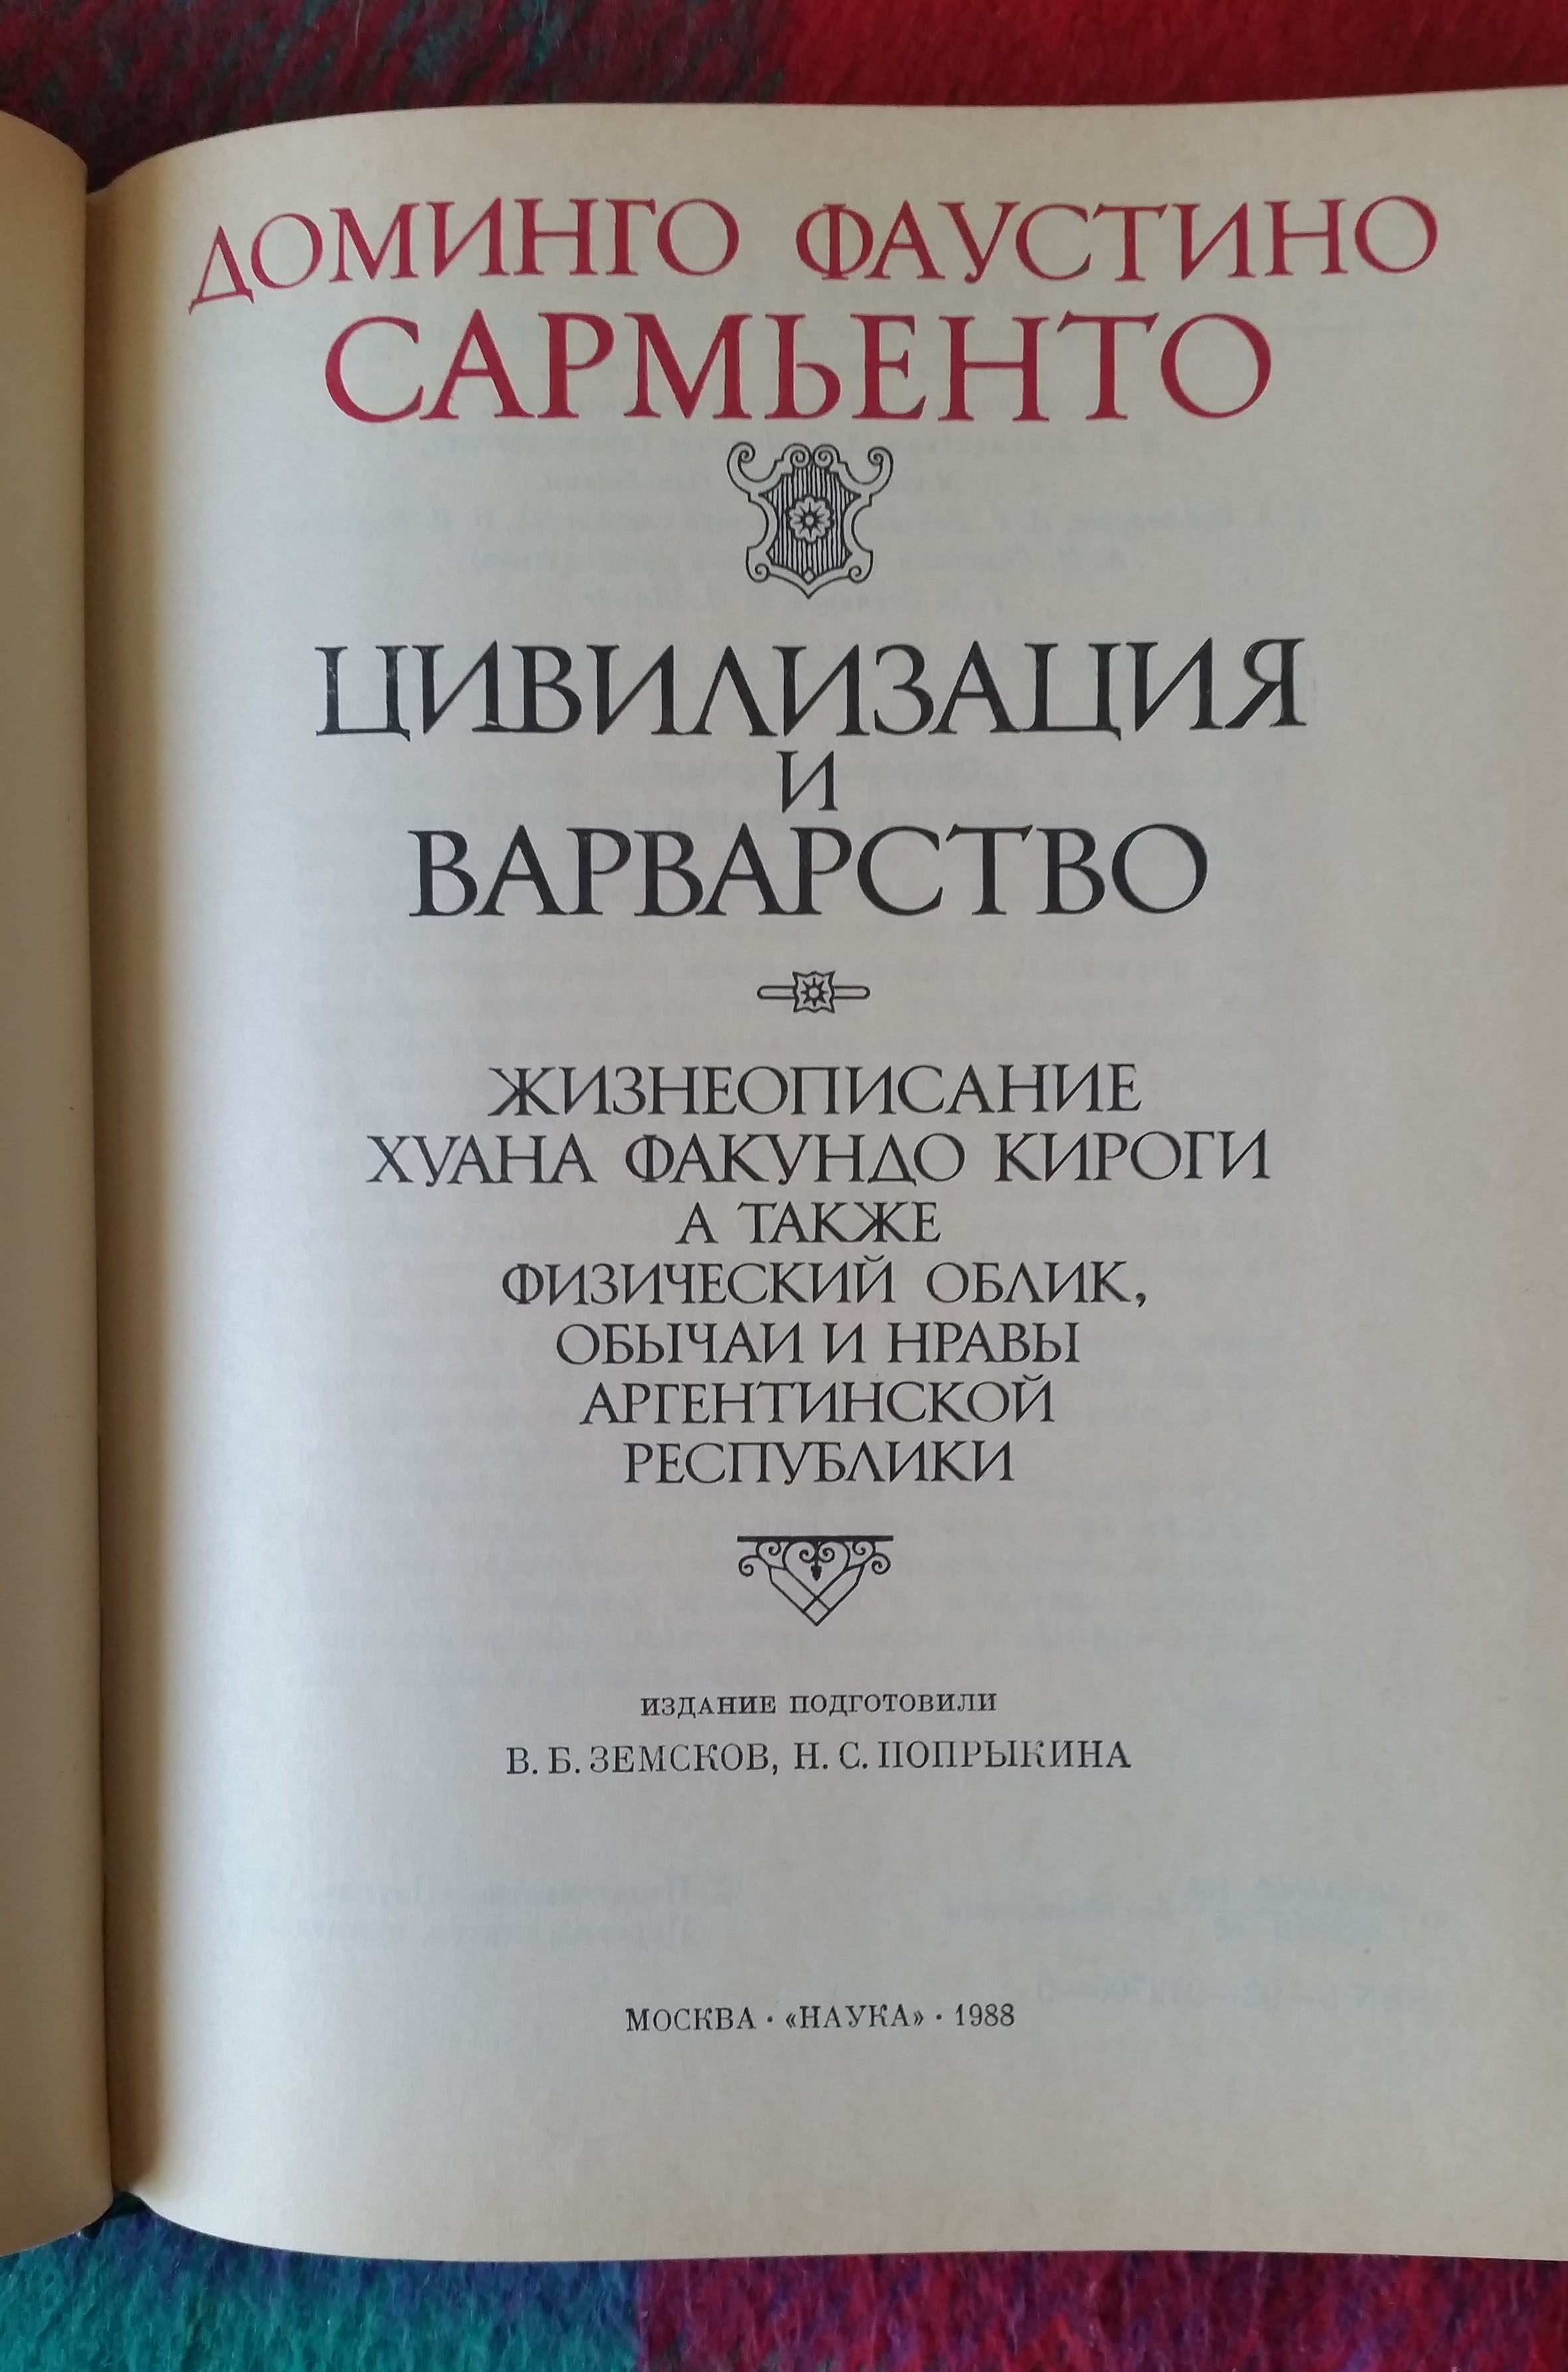 ДОМИНГО ФАУСТИНО
САРМЬЕНТО
ЦИВИЛИЗАЦИЯ
И
ВАРВАРСТВО
ЖИЗНЕОПИСАНИЕ
ХУАНА ФАКУНДО КИРОГИ
А ТАКЖЕ
ФИЗИЧЕСКИЙ ОБЛИК,
ОБЫЧАИ И НРАВЫ
АРГЕНТИНСКОЙ
РЕСПУБЛИКИ
ИЗДАНИЕ ПОДГОТОВИЛИ
В. Б. ЗЕМСКОВ, Н. С. ПОПРЫКИНА
МОСКВА · «НАУКА» · 1988